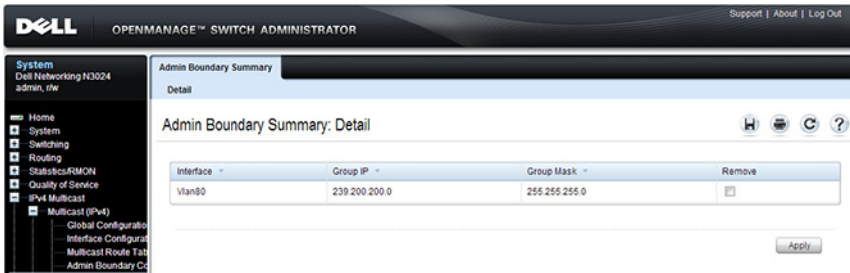 Support | About | Log Out
DELL OPENMANAGE™ SWITCH ADMINISTRATOR
System
Dell Networking N3024
admin, r/w
Home
System
Switching
Routing
Statistics/RMON
Quality of Service
IPv4 Multicast
Multicast (IPv4)
Global Configuratio
Interface Configurat
Multicast Route Tab
Admin Boundary Co
Admin Boundary Summary
Detail
Admin Boundary Summary: Detail
Interface Group IP Group Mask Remove
Vlan80 239.200.200.0 255.255.255.0
Apply